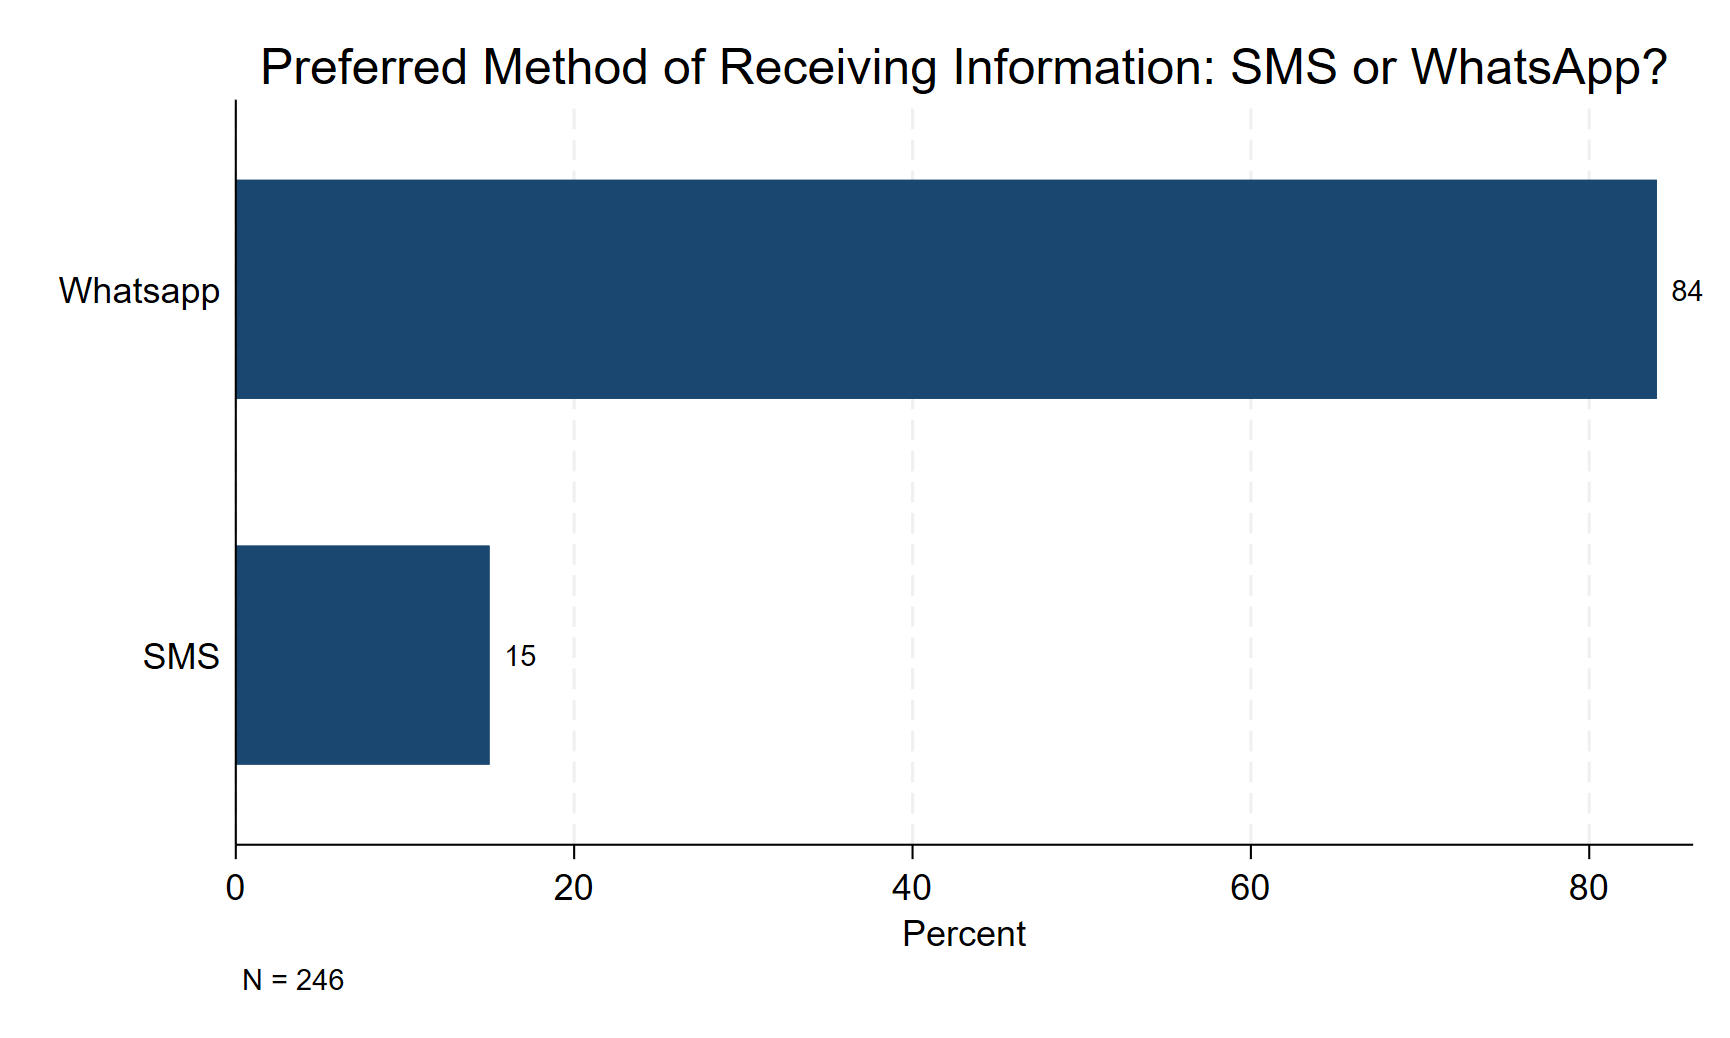 Preferred Method of Receiving Information: SMS or WhatsApp?
Whatsapp
84
SMS
15
0 20 40 60 80
Percent
N = 246